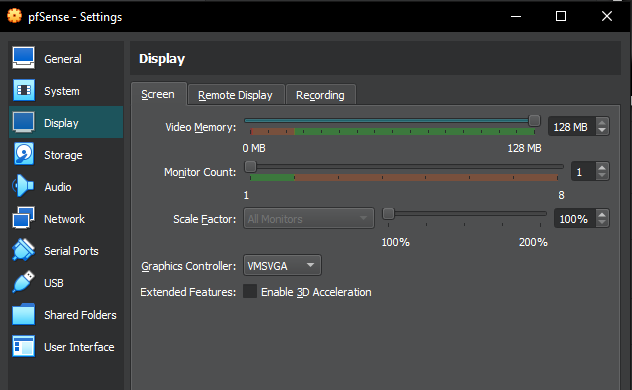 pfSense - Settings
General
System
Display
Storage
Audio
Network
Serial Ports
USB
Shared Folders
User Interface
Display
Screen Remote Display Recording
Video Memory: 128 MB
0 MB 128 MB
Monitor Count: 1
1 8
Scale Factor: All Monitors 100%
100% 200%
Graphics Controller: VMSVGA
Extended Features: Enable 3D Acceleration